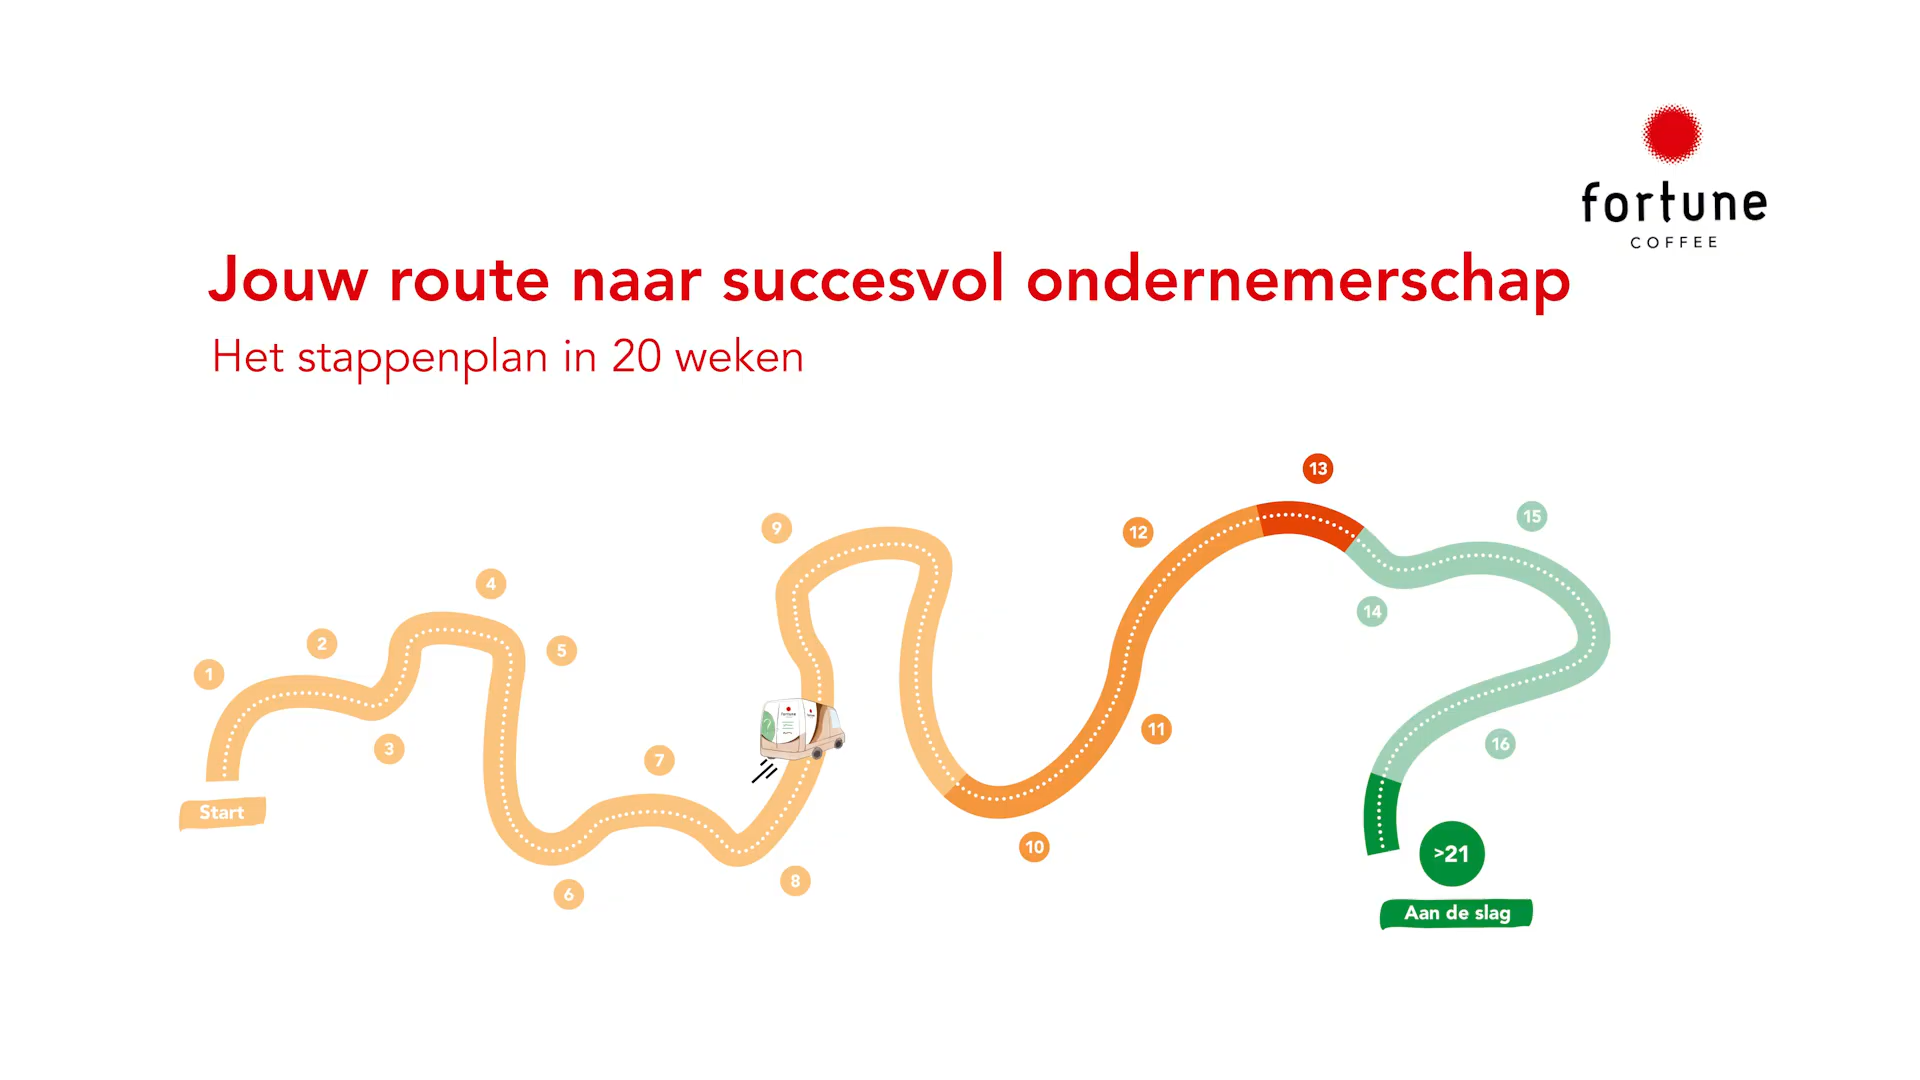 fortune
COFFEE
Jouw route naar succesvol ondernemerschap
Het stappenplan in 20 weken
13
9
12
15
4
14
2
5
1
11
16
3
7
Start
10
>21
8
6
Aan de slag
fortune